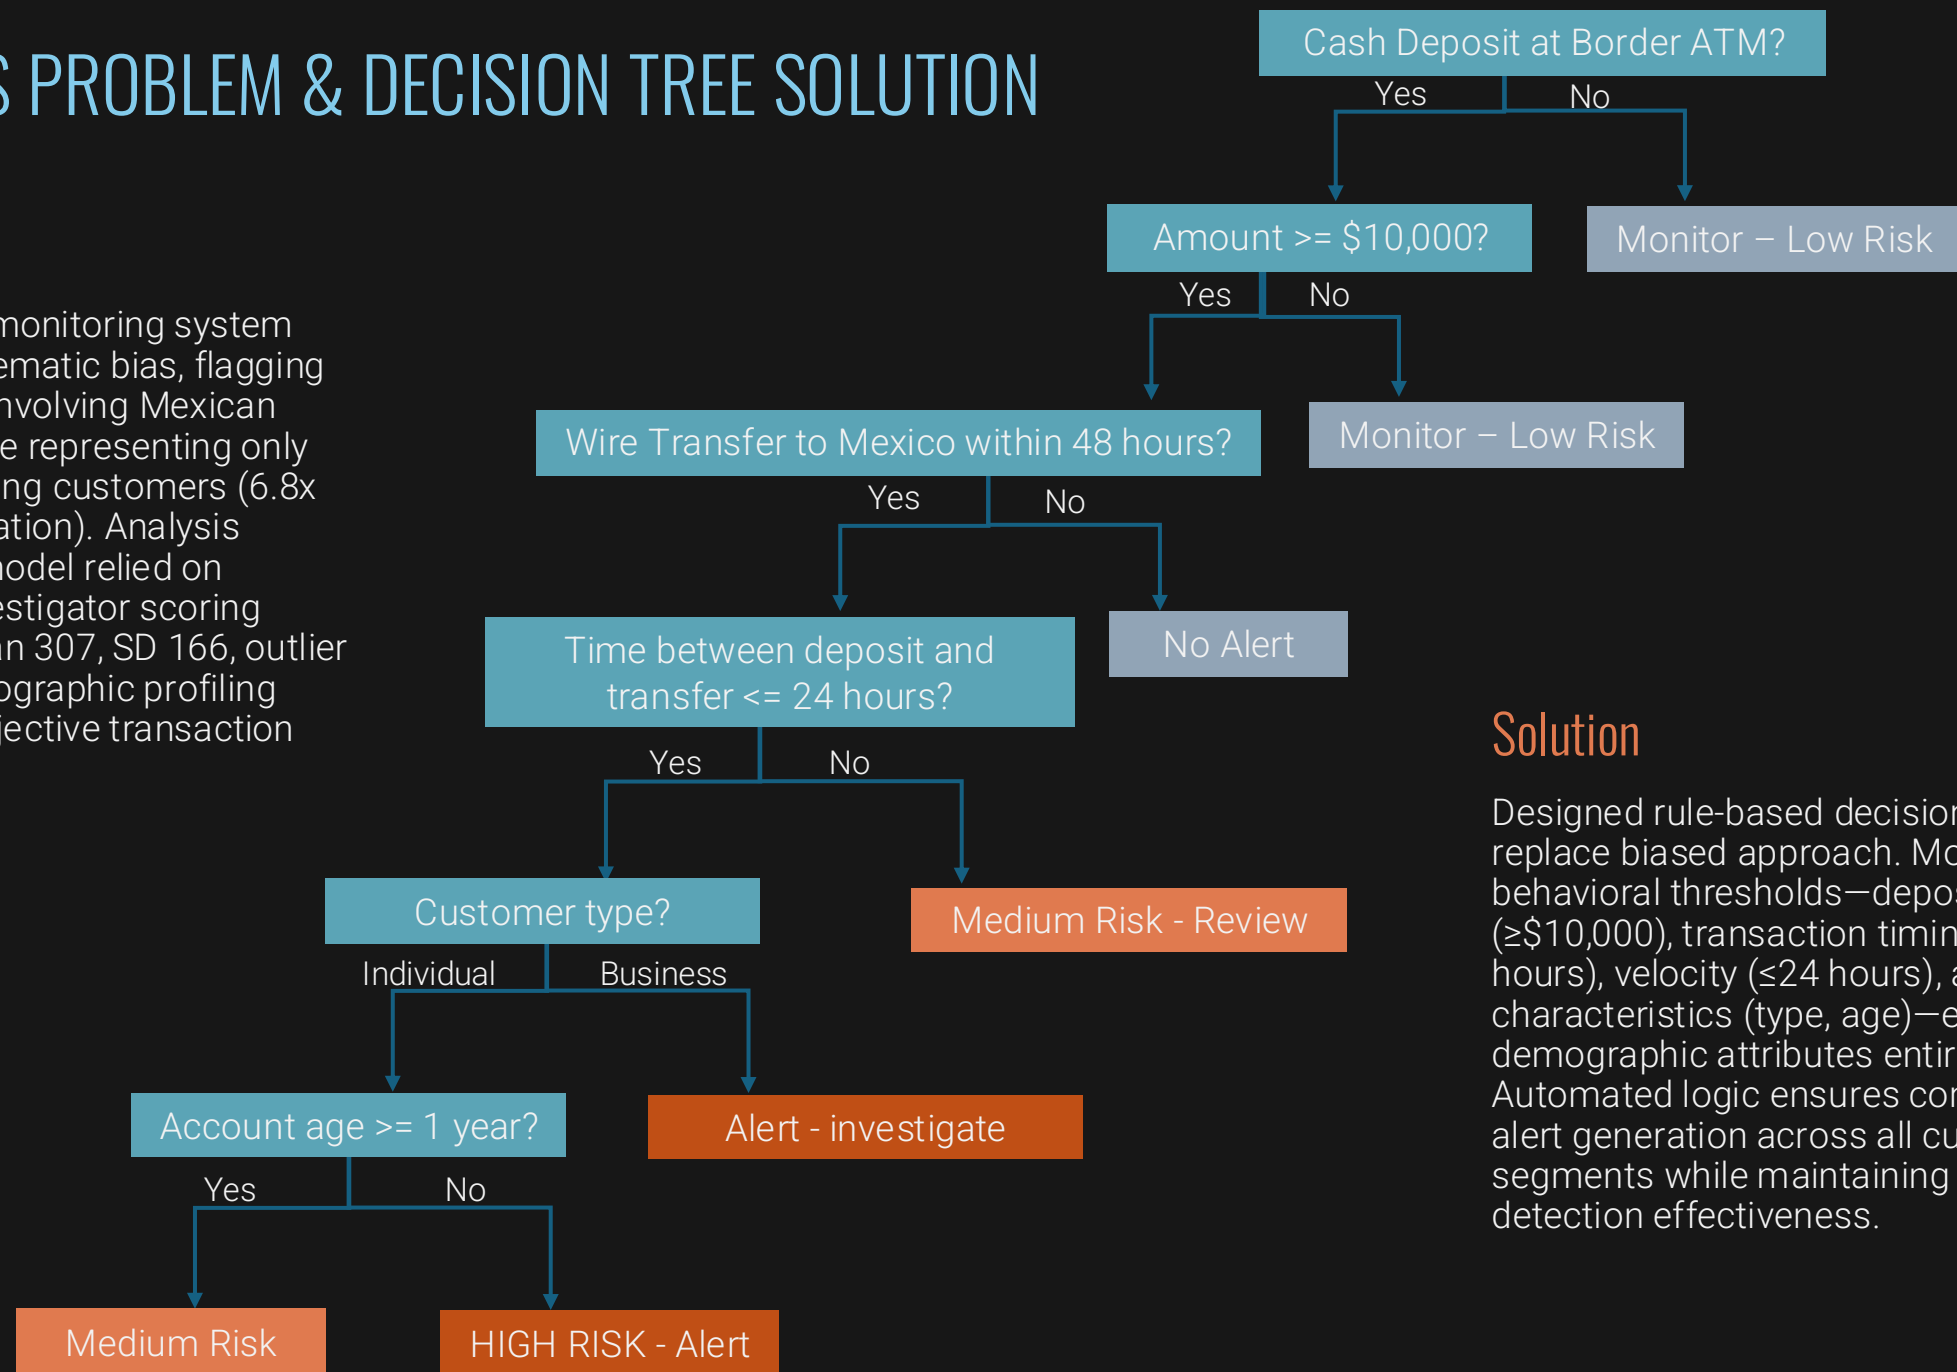 S PROBLEM & DECISION TREE SOLUTION
monitoring system
ematic bias, flagging
nvolving Mexican
e representing only
ng customers (6.8x
ation). Analysis
model relied on
estigator scoring
an 307, SD 166, outlier
ographic profiling
jective transaction
Cash Deposit at Border ATM?
Yes
No
Amount >= $10,000?
Monitor – Low Risk
Yes
No
Wire Transfer to Mexico within 48 hours?
Monitor – Low Risk
Yes
No
Time between deposit and
transfer <= 24 hours?
No Alert
Yes
No
Customer type?
Medium Risk - Review
Individual
Business
Account age >= 1 year?
Alert - investigate
Yes
No
Medium Risk
HIGH RISK - Alert
Solution
Designed rule-based decision
replace biased approach. Mo
behavioral thresholds—depos
(≥$10,000), transaction timin
hours), velocity (≤24 hours), a
characteristics (type, age)—e
demographic attributes entir
Automated logic ensures con
alert generation across all cu
segments while maintaining
detection effectiveness.